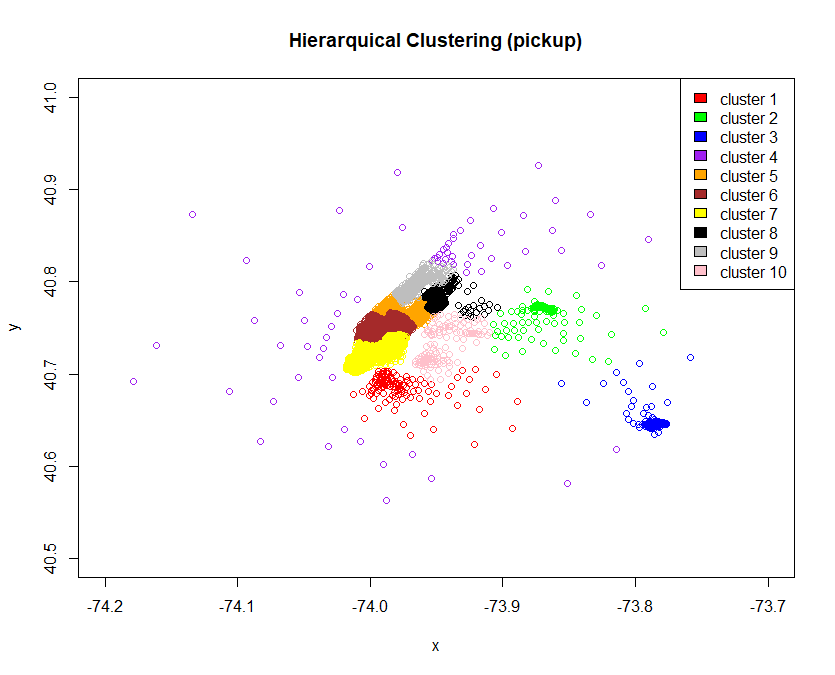 Hierarquical Clustering (pickup)
41.0
40.9
40.8
40.7
40.6
40.5
y
cluster 1
cluster 2
cluster 3
cluster 4
cluster 5
cluster 6
cluster 7
cluster 8
cluster 9
cluster 10
-74.2 -74.1 -74.0 -73.9 -73.8 -73.7
x